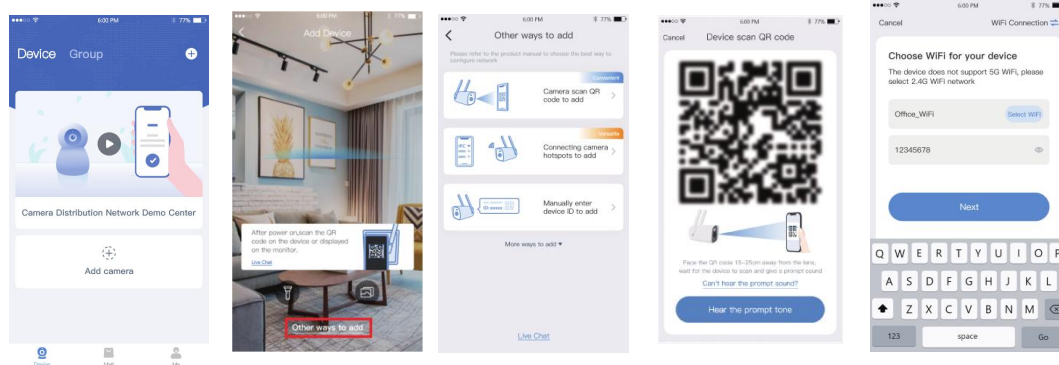 6:00 PM
77%
Device Group
Camera Distribution Network Demo Center
Add camera
Device
Mall
My
6:00 PM
77%
Add Device
After power on,scan the QR
code on the device or displayed
on the monitor.
Live Chat
Other ways to add
6:00 PM
77%
Other ways to add
Please refer to the product manual to choose the best way to
configure network
Convenient
Camera scan QR
code to add
Versatile
Connecting camera
hotspots to add
Manually enter
device ID to add
More ways to add
Live Chat
6:00 PM
77%
Cancel Device scan QR code
Face the QR code 15-25cm away from the lens,
wait for the device to scan and give a prompt sound
Can't hear the prompt sound?
Hear the prompt tone
6:00 PM
77%
Cancel WiFi Connection
Choose WiFi for your device
The device does not support 5G WiFi, please
select 2.4G WiFi network
Office_WiFi Select WiFi
12345678
Next
Q W E R T Y U I O P
A S D F G H J K L
Z X C V B N M
123 space Go